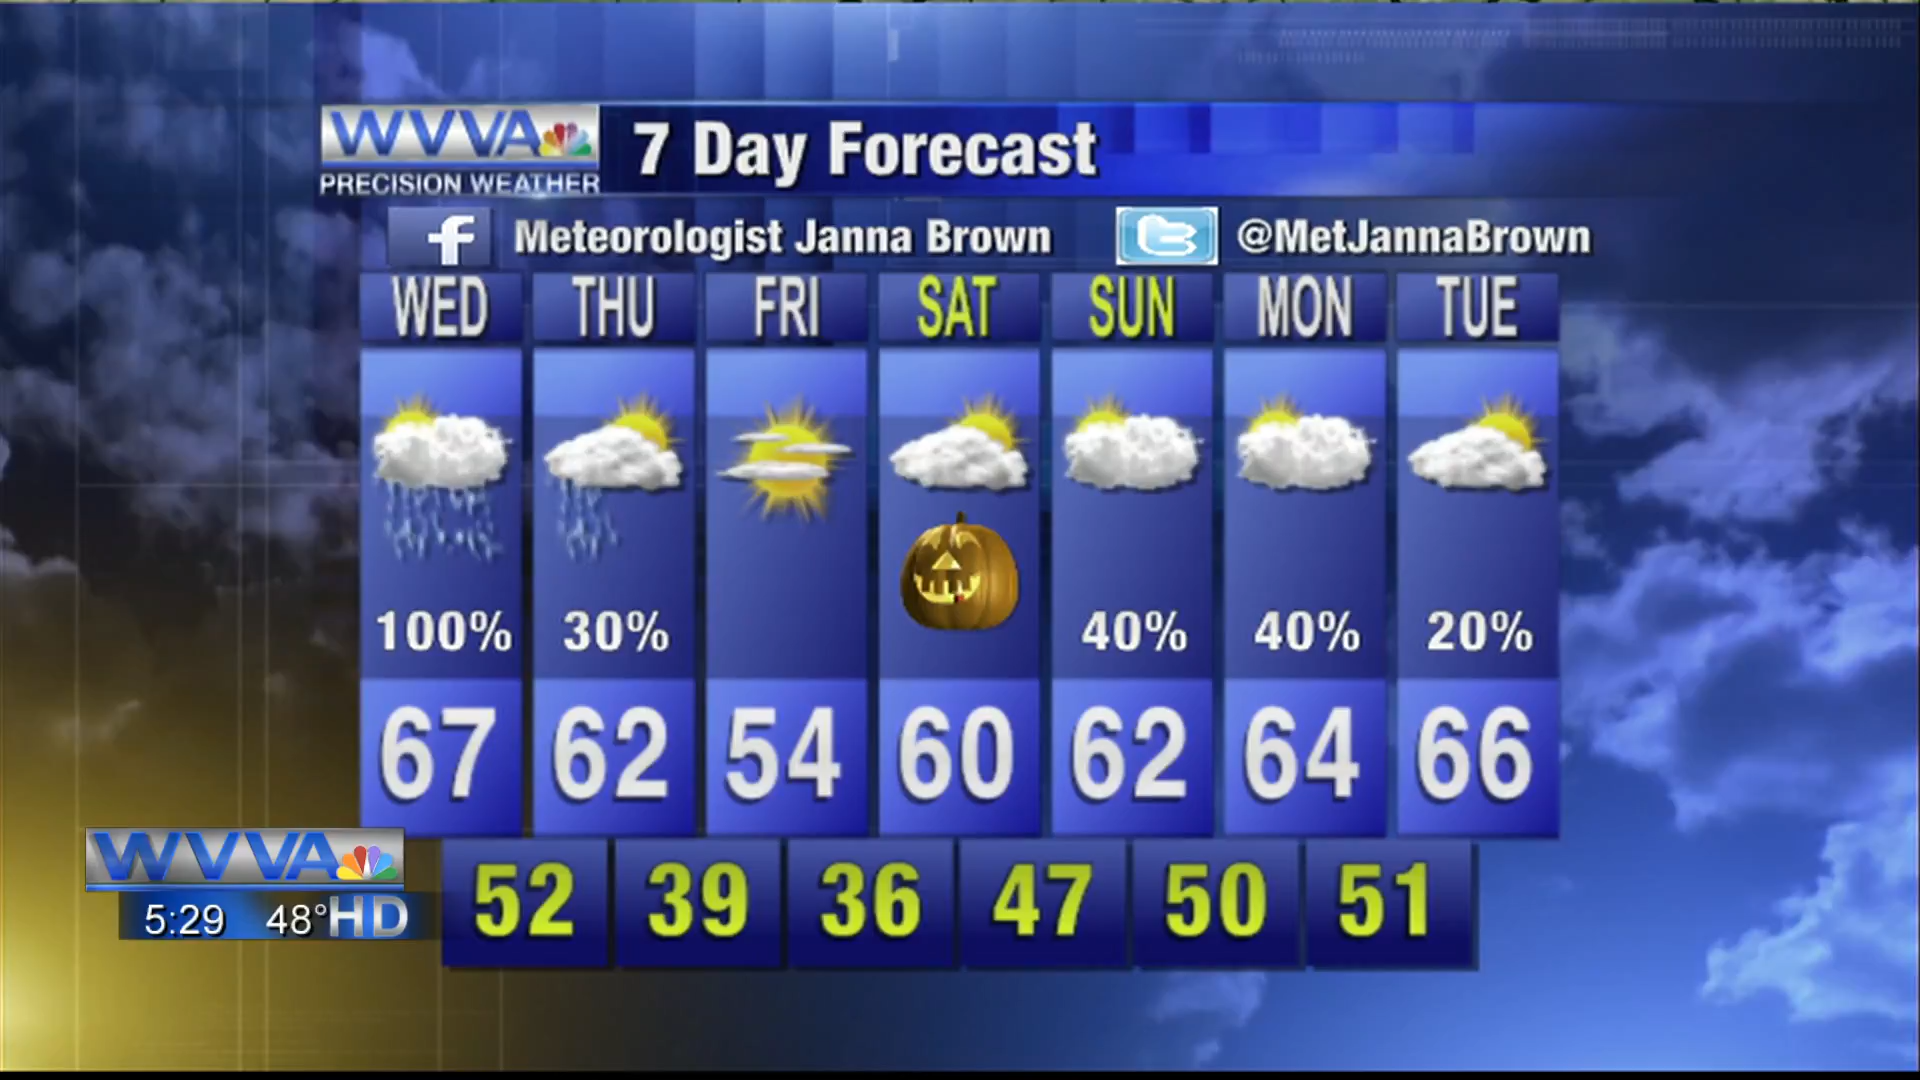 WVVA
PRECISION WEATHER
7 Day Forecast
f Meteorologist Janna Brown t @MetJannaBrown
WED THU FRI SAT SUN MON TUE
100% 30% 40% 40% 20%
67 62 54 60 62 64 66
52 39 36 47 50 51
WVVA
5:29 48° HD